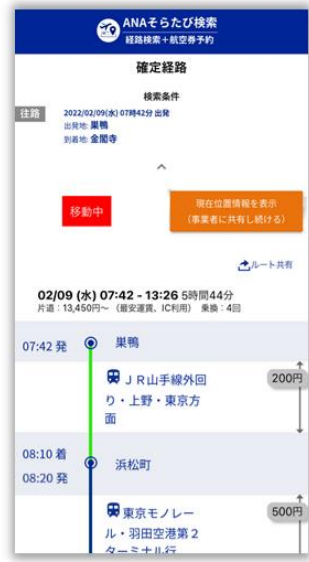 ANAそらたび検索
経路検索+航空券予約
確定経路
検索条件
往路
2022/02/09(水) 07時42分 出発
出発地: 巣鴨
到着地: 金閣寺
移動中
現在位置情報を表示
(事業者に共有し続ける)
ルート共有
02/09 (水) 07:42 - 13:26 5時間44分
片道：13,450円～ （最安運賃、IC利用） 乗換：4回
07:42 発
巣鴨
ＪＲ山手線外回
り・上野・東京方
面
200円
08:10 着
08:20 発
浜松町
東京モノレー
ル・羽田空港第２
ターミナル行
500円